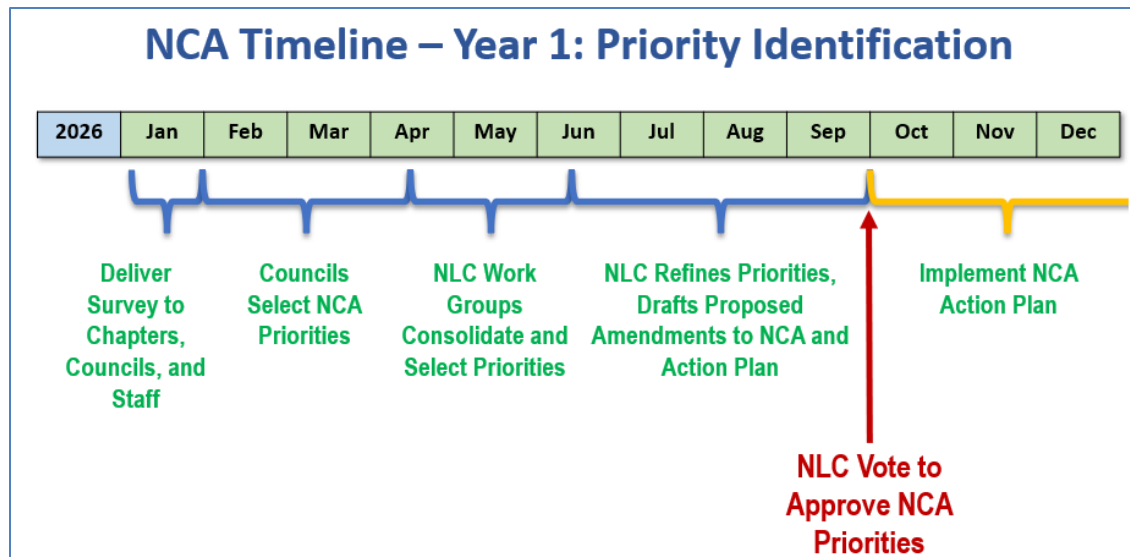 NCA Timeline – Year 1: Priority Identification
2026 Jan Feb Mar Apr May Jun Jul Aug Sep Oct Nov Dec
Deliver
Survey to
Chapters,
Councils, and
Staff
Councils
Select NCA
Priorities
NLC Work
Groups
Consolidate and
Select Priorities
NLC Refines Priorities,
Drafts Proposed
Amendments to NCA and
Action Plan
Implement NCA
Action Plan
NLC Vote to
Approve NCA
Priorities